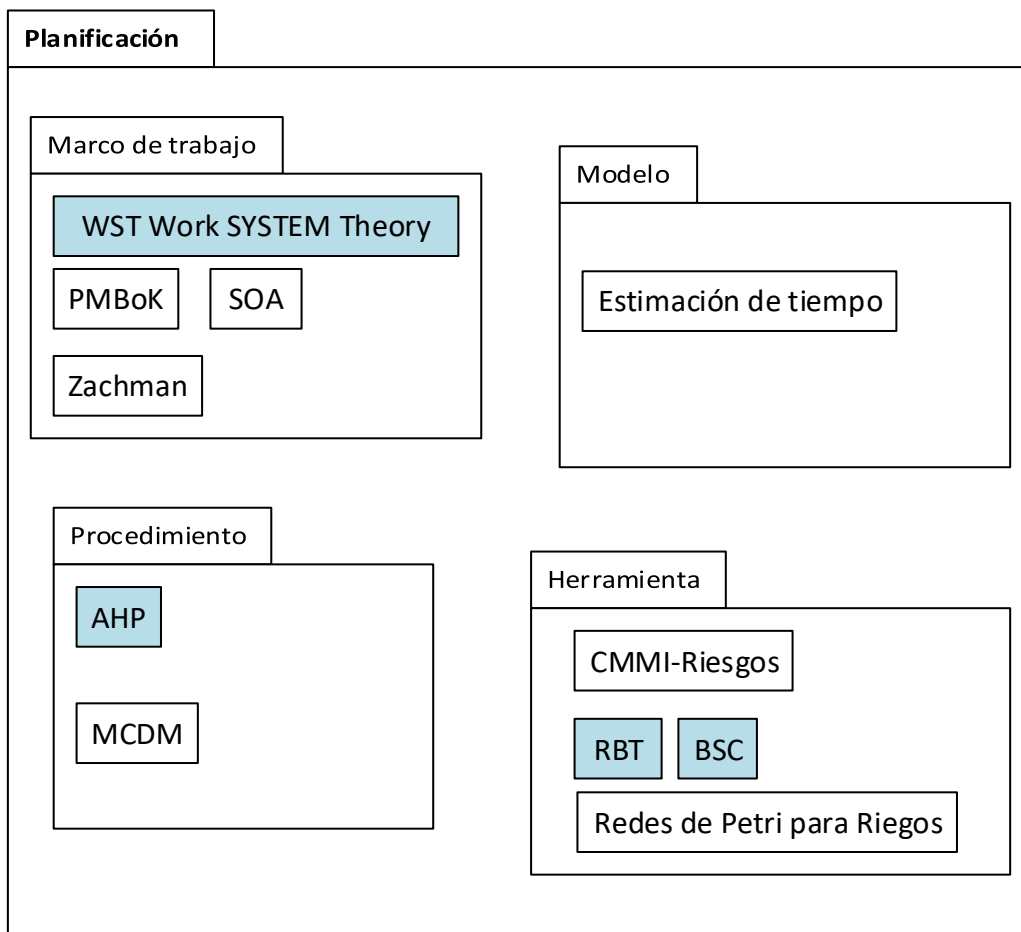 Planificación
Marco de trabajo
WST Work SYSTEM Theory
PMBoK
SOA
Zachman
Modelo
Estimación de tiempo
Procedimiento
AHP
MCDM
Herramienta
CMMI-Riesgos
RBT
BSC
Redes de Petri para Riegos